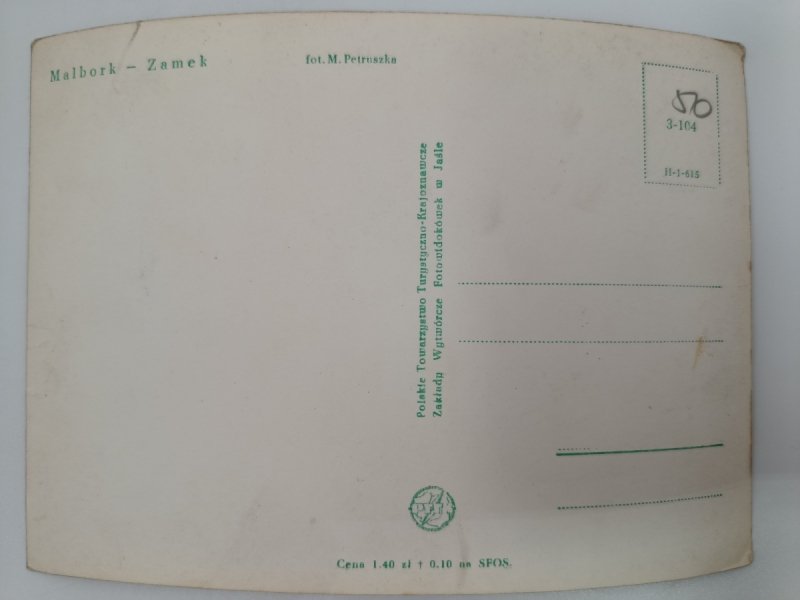 Malbork – Zamek
fot. M. Petruszka
50
3-104
H-1-615
Polskie Towarzystwo Turystyczno-Krajoznawcze
Zakłady Wytwórcze Fotowidokówek w Jaśle
Cena 1.40 zł + 0.10 na SFOS.